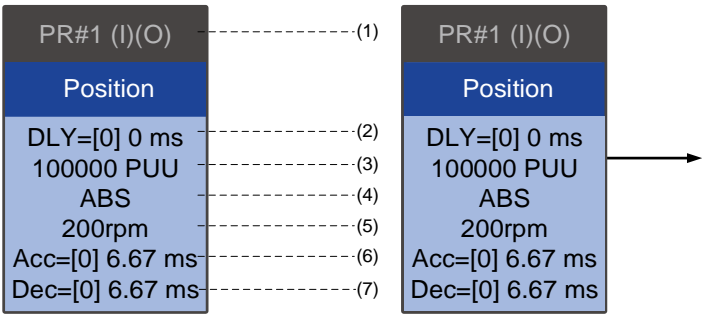 PR#1 (I)(O)
(1)
PR#1 (I)(O)
Position
Position
DLY=[0] 0 ms
(2)
DLY=[0] 0 ms
100000 PUU
(3)
100000 PUU
ABS
(4)
ABS
200rpm
(5)
200rpm
Acc=[0] 6.67 ms
(6)
Acc=[0] 6.67 ms
Dec=[0] 6.67 ms
(7)
Dec=[0] 6.67 ms